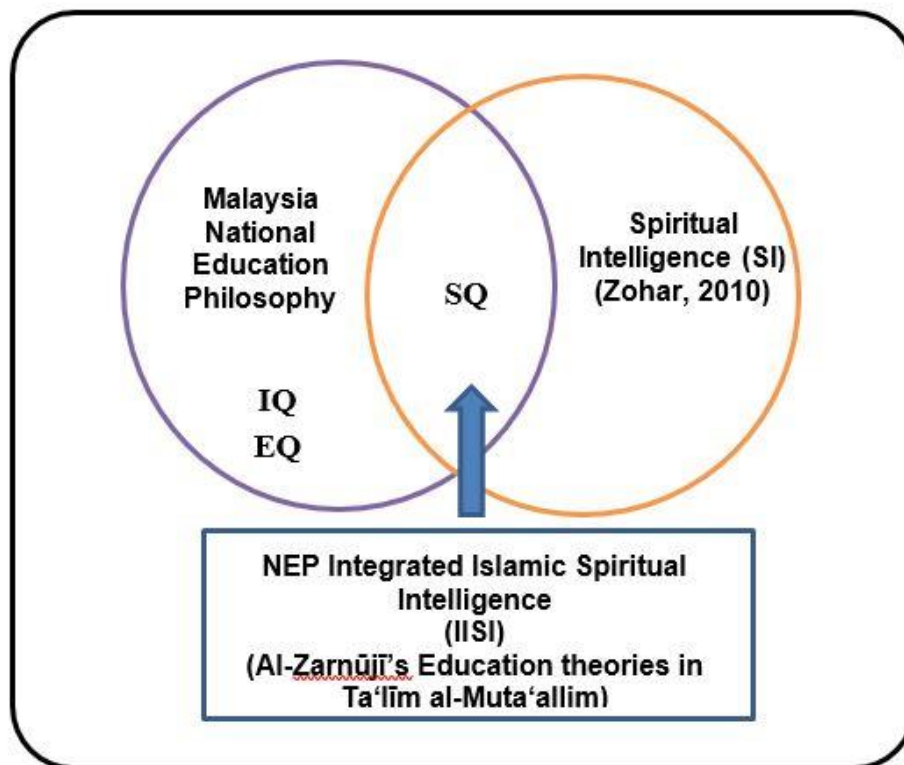 Malaysia
National
Education
Philosophy
IQ
EQ
SQ
Spiritual
Intelligence (SI)
(Zohar, 2010)
NEP Integrated Islamic Spiritual
Intelligence
(IISI)
(Al-Zarnūjī’s Education theories in
Ta‘līm al-Muta‘allim)